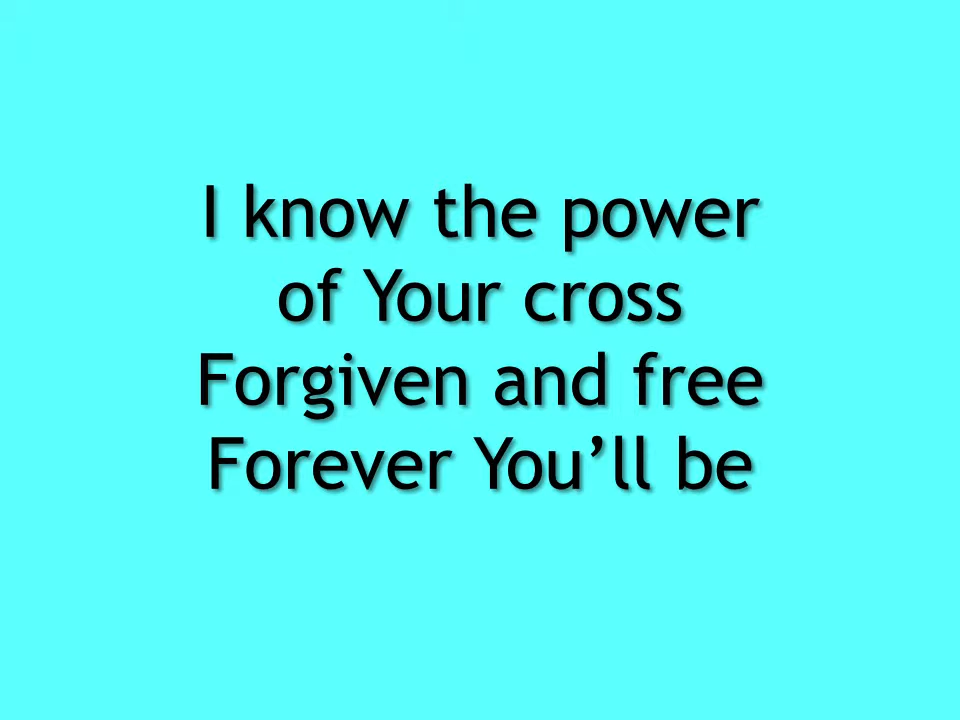 I know the power
of Your cross
Forgiven and free
Forever You’ll be